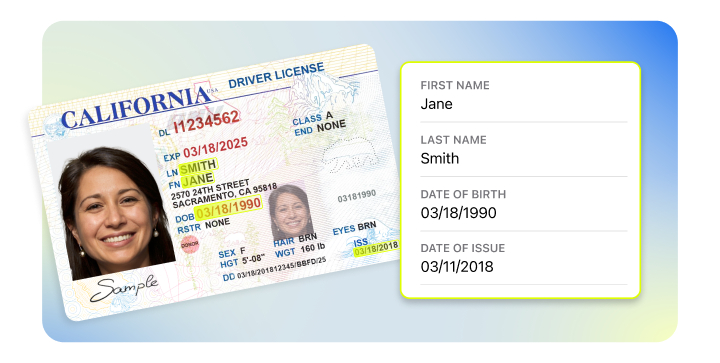 CALIFORNIA USA DRIVER LICENSE
DL I1234562
CLASS A
EXP 03/18/2025
END NONE
LN SMITH
FN JANE
2570 24TH STREET
SACRAMENTO, CA 95818
DOB 03/18/1990
RSTR NONE
03181990
DONOR
SEX F
HAIR BRN
EYES BRN
HGT 5'-08"
WGT 160 lb
ISS
03/18/2018
DD 03/18/201812345/BBFD/25
Sample
FIRST NAME
Jane
LAST NAME
Smith
DATE OF BIRTH
03/18/1990
DATE OF ISSUE
03/11/2018